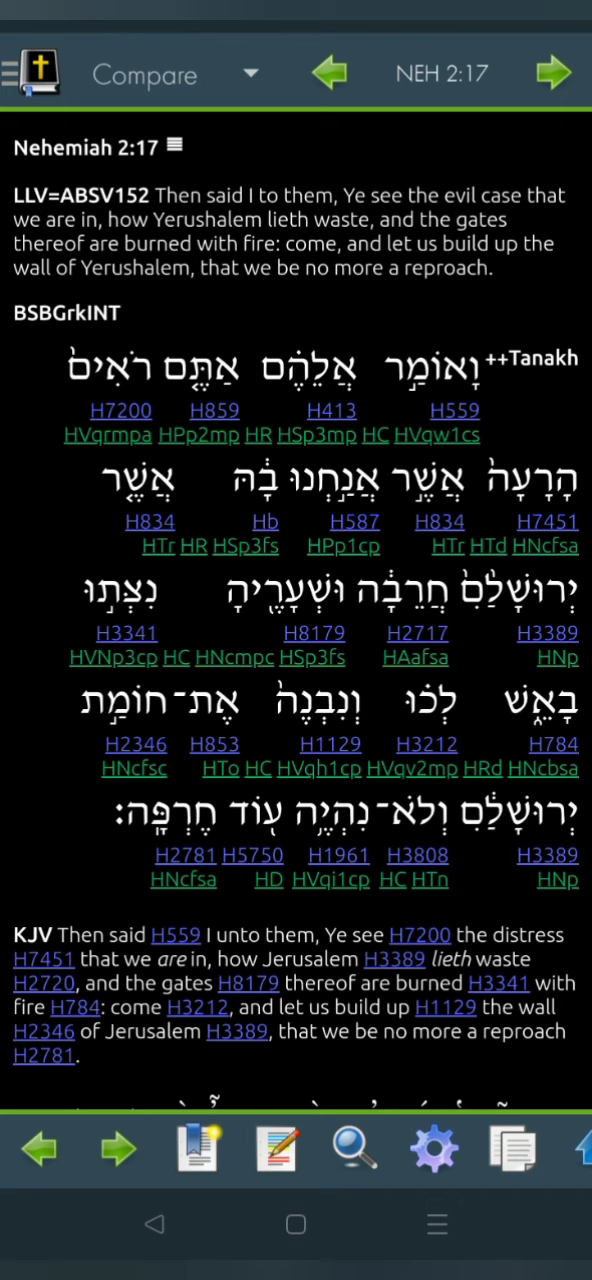 Compare
NEH 2:17
Nehemiah 2:17
LLV=ABSV152 Then said I to them, Ye see the evil case that
we are in, how Yerushalem lieth waste, and the gates
thereof are burned with fire: come, and let us build up the
wall of Yerushalem, that we be no more a reproach.
BSBGrkINT
++Tanakh וָאוֹמַ֣ר אֲלֵהֶ֗ם אַתֶּ֤ם רֹאִים֙
H7200 H859 H413 H559
HVqrmpa HPp2mp HR HSp3mp HC HVqw1cs
הָרָעָה֙ אֲשֶׁ֣ר אֲנַ֣חְנוּ בָ֔הּ אֲשֶׁ֤ר
H834 Hb H587 H834 H7451
HTr HR HSp3fs HPp1cp HTr HTd HNcfsa
יְרוּשָׁלִַ֙ם֙ חֲרֵבָ֔ה וּשְׁעָרֶ֖יהָ נִצְּת֣וּ
H3341 H8179 H2717 H3389
HVNp3cp HC HNcmpc HSp3fs HAafsa HNp
בָאֵ֑שׁ לְכ֗וּ וְנִבְנֶה֙ אֶת־חוֹמַ֣ת
H2346 H853 H1129 H3212 H784
HNcfsc HTo HC HVqh1cp HVqv2mp HRd HNcbsa
יְרוּשָׁלִַ֔ם וְלֹא־נִהְיֶ֥ה ע֖וֹד חֶרְפָּֽה׃
H2781 H5750 H1961 H3808 H3389
HNcfsa HD HVqi1cp HC HTn HNp
KJV Then said H559 I unto them, Ye see H7200 the distress
H7451 that we are in, how Jerusalem H3389 lieth waste
H2720, and the gates H8179 thereof are burned H3341 with
fire H784: come H3212, and let us build up H1129 the wall
H2346 of Jerusalem H3389, that we be no more a reproach
H2781.